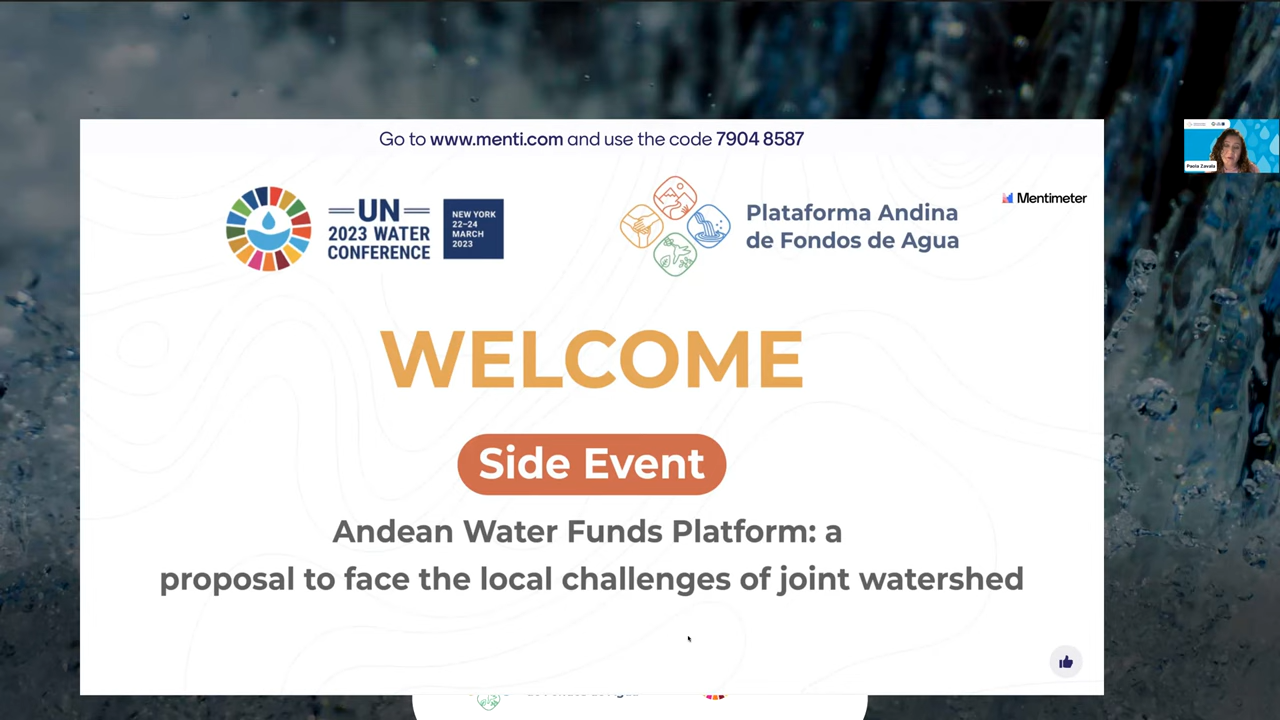 Go to www.menti.com and use the code 7904 8587
UN
2023 WATER
CONFERENCE
NEW YORK
22–24
MARCH
2023
Plataforma Andina
de Fondos de Agua
Mentimeter
Paola Zavala
WELCOME
Side Event
Andean Water Funds Platform: a
proposal to face the local challenges of joint watershed